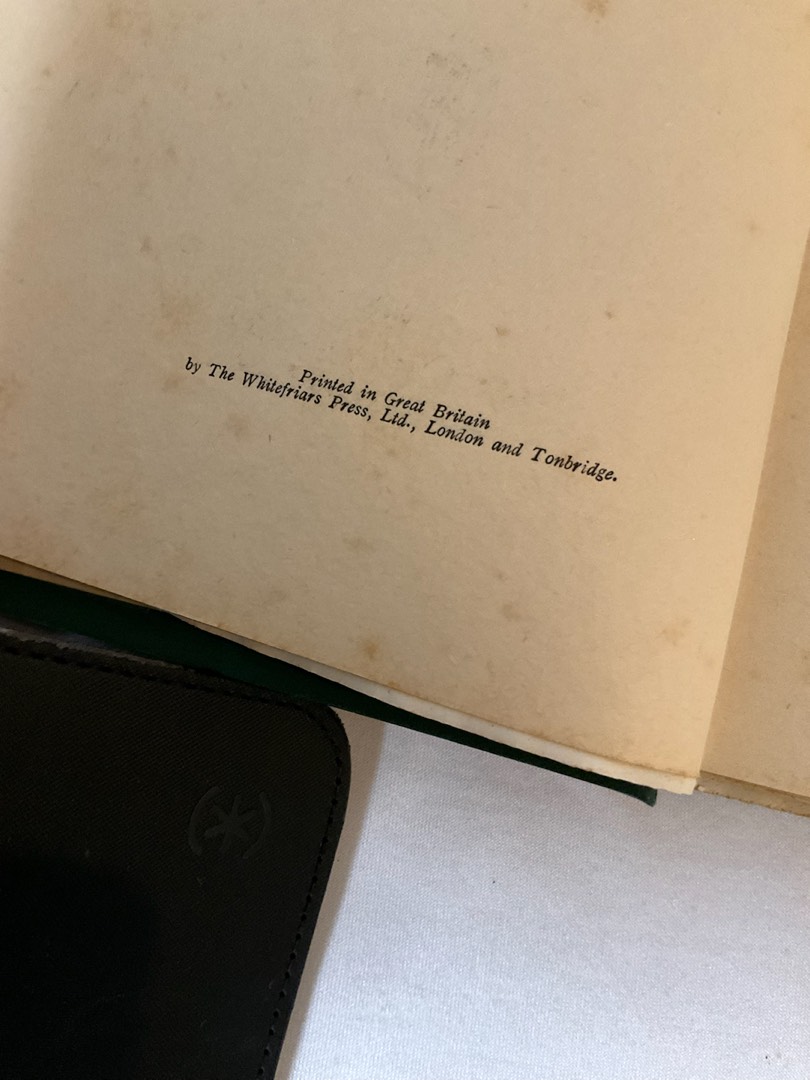 Printed in Great Britain
by The Whitefriars Press, Ltd., London and Tonbridge.